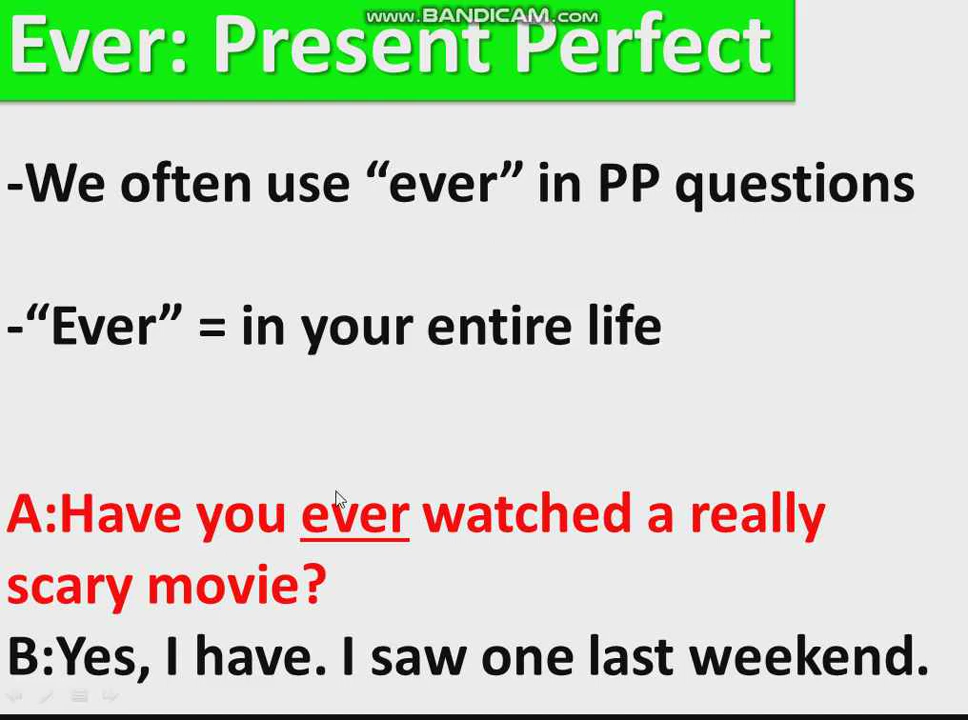 www.BANDICAM.com
Ever: Present Perfect
-We often use “ever” in PP questions
-“Ever” = in your entire life
A:Have you ever watched a really
scary movie?
B:Yes, I have. I saw one last weekend.